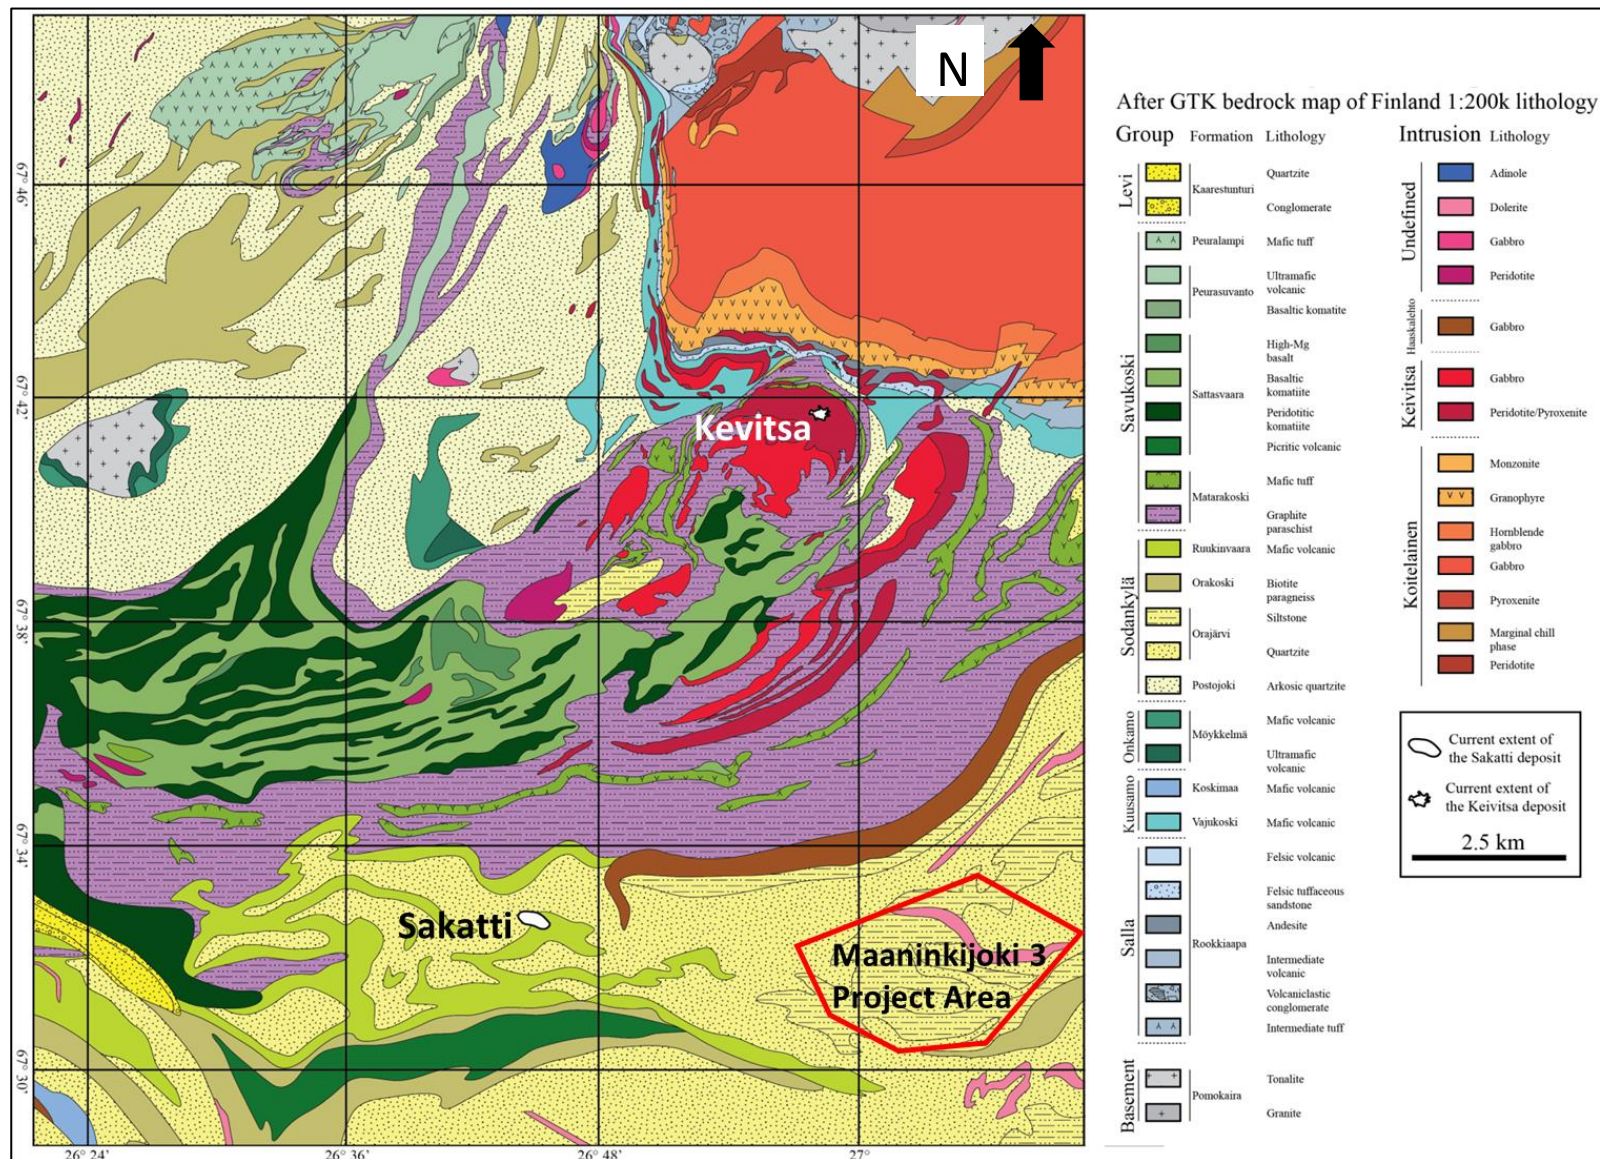 N
67° 46'
67° 42'
67° 38'
67° 34'
67° 30'
26° 24'
26° 36'
26° 48'
27°
Kevitsa
Sakatti
Maaninkijoki 3
Project Area
After GTK bedrock map of Finland 1:200k lithology
Group Formation Lithology
Levi
Kaarestunturi
Quartzite
Conglomerate
Savukoski
Peuralampi
Mafic tuff
Peurasuvanto
Ultramafic
volcanic
Basaltic komatite
Sattasvaara
High-Mg
basalt
Basaltic
komatiite
Peridotitic
komatiite
Picritic volcanic
Matarakoski
Mafic tuff
Graphite
paraschist
Sodankylä
Ruukinvaara
Mafic volcanic
Orakoski
Biotite
paragneiss
Orajärvi
Siltstone
Quartzite
Postojoki
Arkosic quartzite
Onkamo
Möykkelmä
Mafic volcanic
Ultramafic
volcanic
Kuusamo
Koskimaa
Mafic volcanic
Vajukoski
Mafic volcanic
Salla
Rookkiaapa
Felsic volcanic
Felsic tuffaceous
sandstone
Andesite
Intermediate
volcanic
Volcaniclastic
conglomerate
Intermediate tuff
Basement
Pomokaira
Tonalite
Granite
Intrusion Lithology
Undefined
Adinole
Dolerite
Gabbro
Peridotite
Haaskalehto
Gabbro
Keivitsa
Gabbro
Peridotite/Pyroxenite
Koitelainen
Monzonite
Granophyre
Hornblende
gabbro
Gabbro
Pyroxenite
Marginal chill
phase
Peridotite
Current extent of
the Sakatti deposit
Current extent of
the Keivitsa deposit
2.5 km